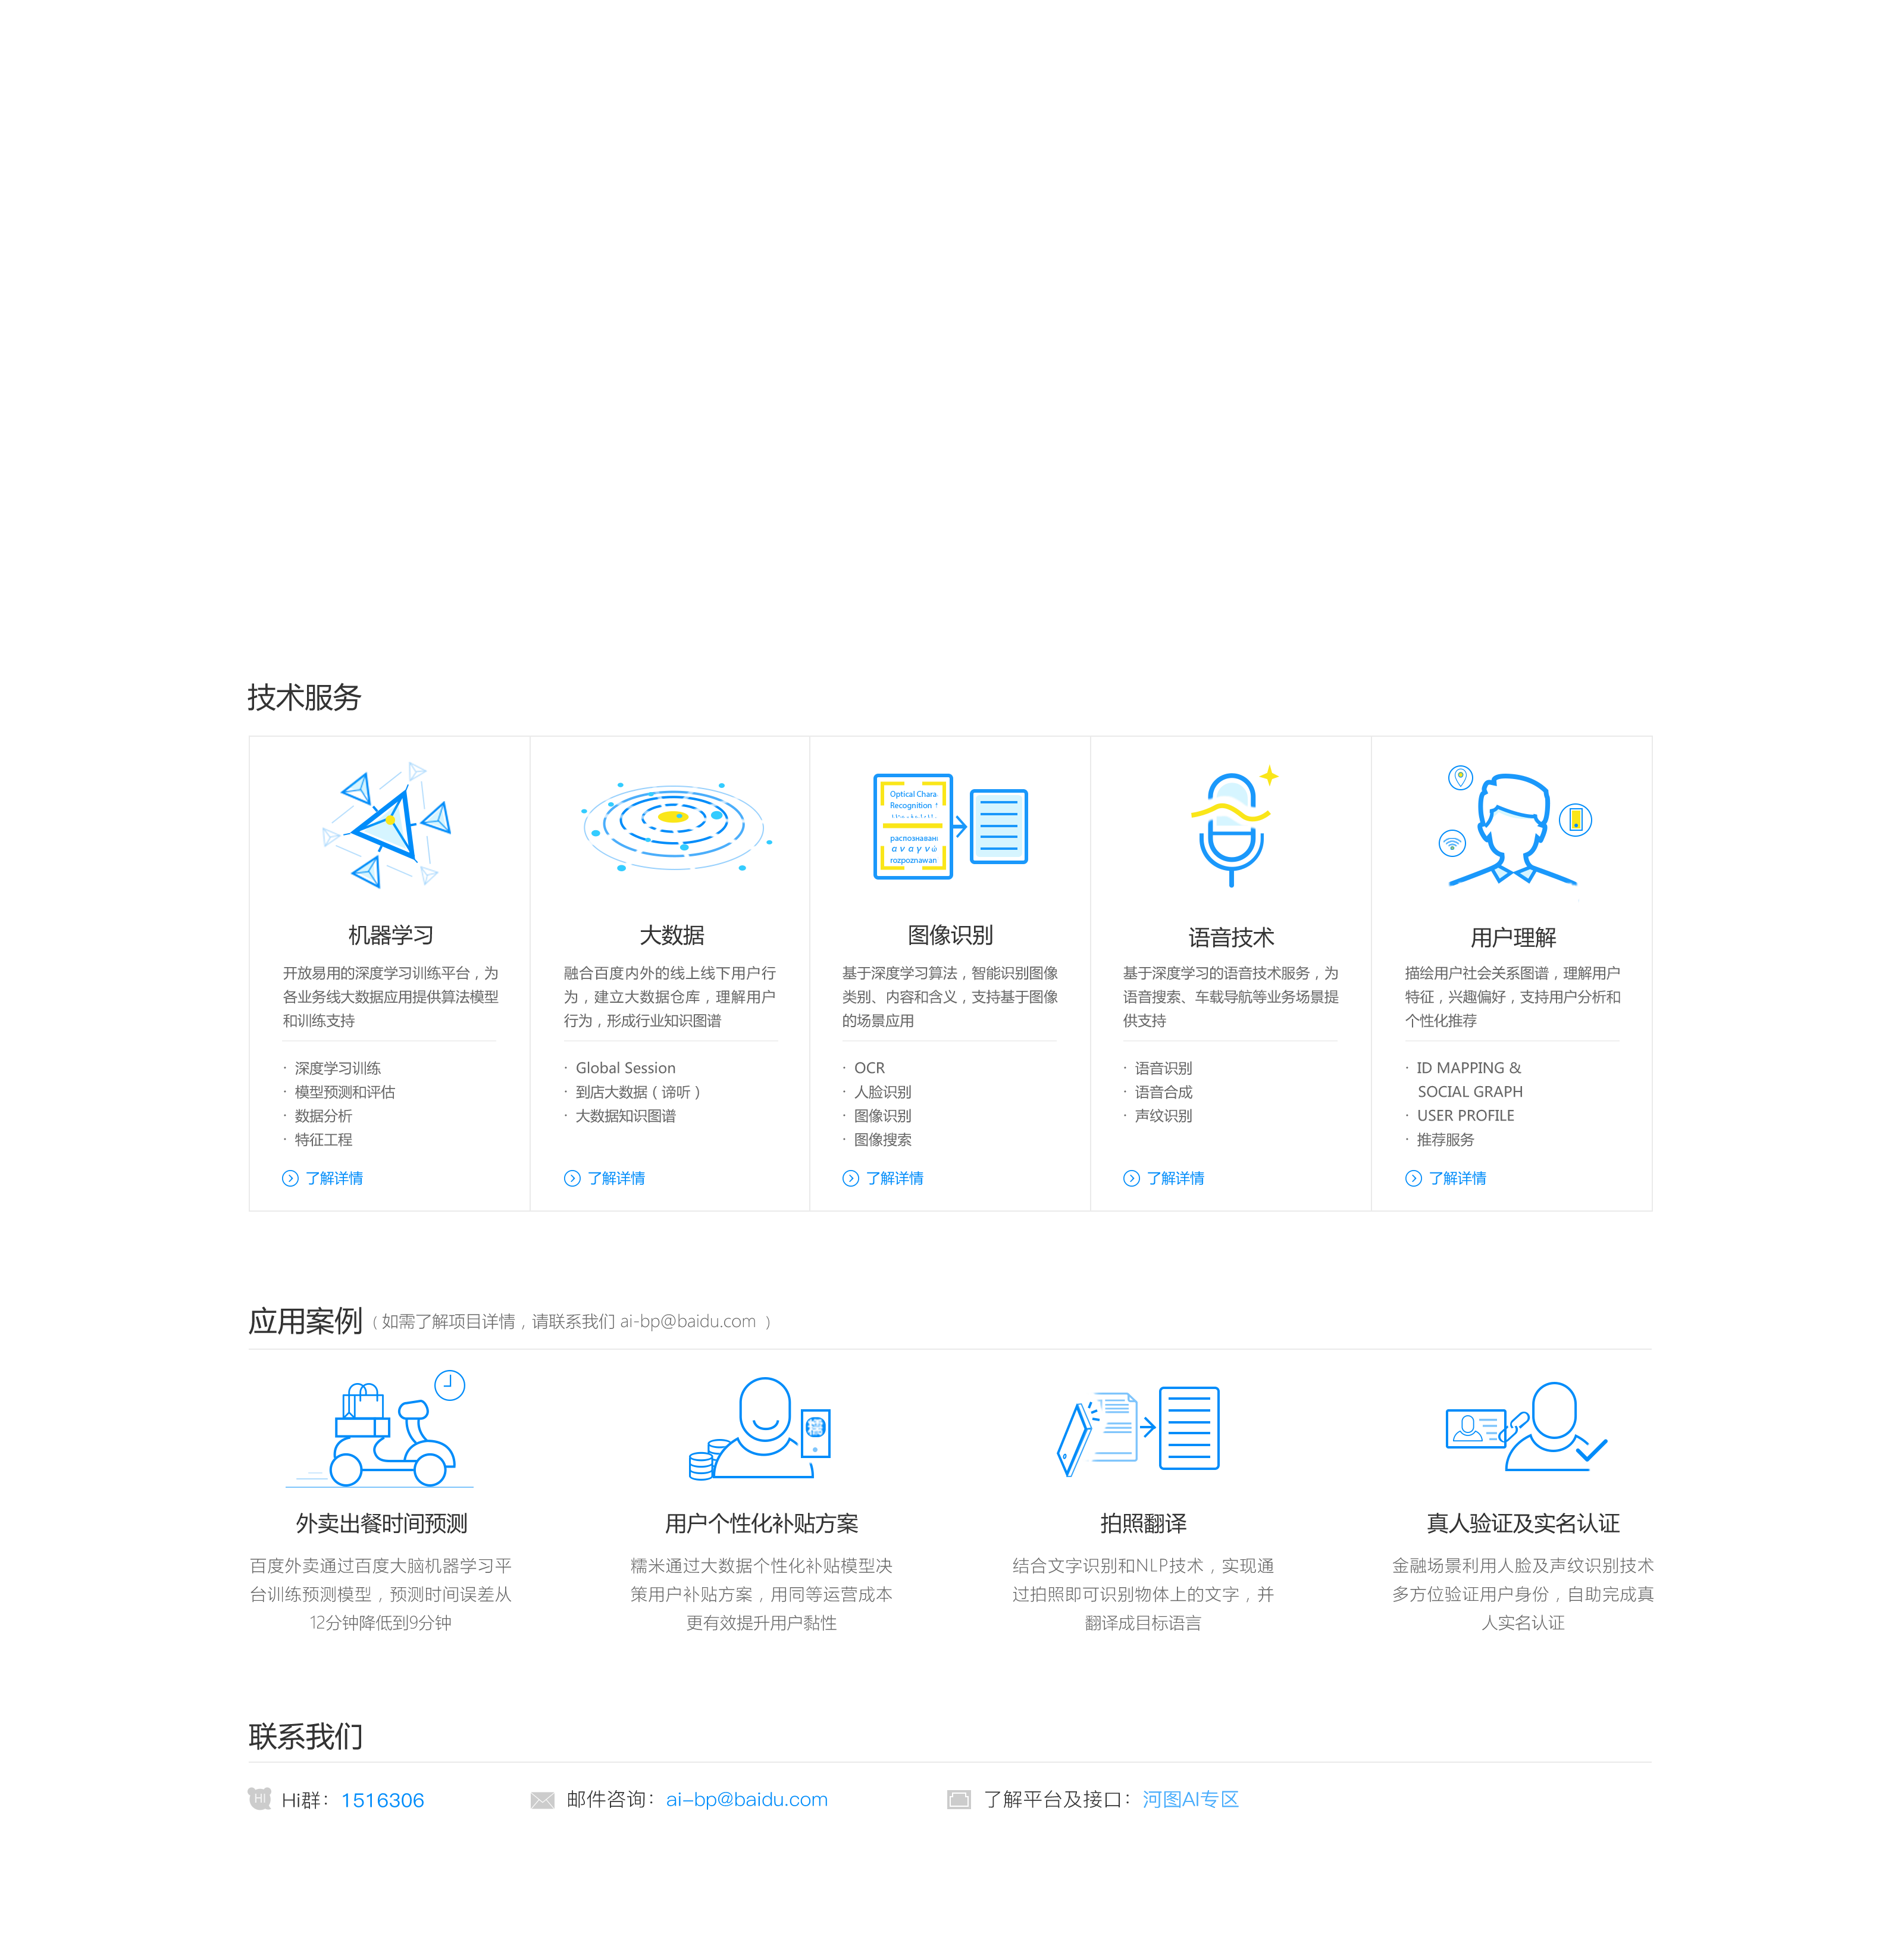 技术服务
Optical Chara
Recognition
распознаван
α ν α γ ν ώ
rozpoznawan
机器学习
开放易用的深度学习训练平台，为
各业务线大数据应用提供算法模型
和训练支持
· 深度学习训练
· 模型预测和评估
· 数据分析
· 特征工程
了解详情
大数据
融合百度内外的线上线下用户行
为，建立大数据仓库，理解用户
行为，形成行业知识图谱
· Global Session
· 到店大数据（谛听）
· 大数据知识图谱
了解详情
图像识别
基于深度学习算法，智能识别图像
类别、内容和含义，支持基于图像
的场景应用
· OCR
· 人脸识别
· 图像识别
· 图像搜索
了解详情
语音技术
基于深度学习的语音技术服务，为
语音搜索、车载导航等业务场景提
供支持
· 语音识别
· 语音合成
· 声纹识别
了解详情
用户理解
描绘用户社会关系图谱，理解用户
特征，兴趣偏好，支持用户分析和
个性化推荐
· ID MAPPING &
SOCIAL GRAPH
· USER PROFILE
· 推荐服务
了解详情
应用案例（如需了解项目详情，请联系我们 ai-bp@baidu.com ）
外卖出餐时间预测
百度外卖通过百度大脑机器学习平
台训练预测模型，预测时间误差从
12分钟降低到9分钟
用户个性化补贴方案
糯米通过大数据个性化补贴模型决
策用户补贴方案，用同等运营成本
更有效提升用户黏性
拍照翻译
结合文字识别和NLP技术，实现通
过拍照即可识别物体上的文字，并
翻译成目标语言
真人验证及实名认证
金融场景利用人脸及声纹识别技术
多方位验证用户身份，自助完成真
人实名认证
联系我们
HI Hi群：1516306
邮件咨询：ai-bp@baidu.com
了解平台及接口：河图AI专区